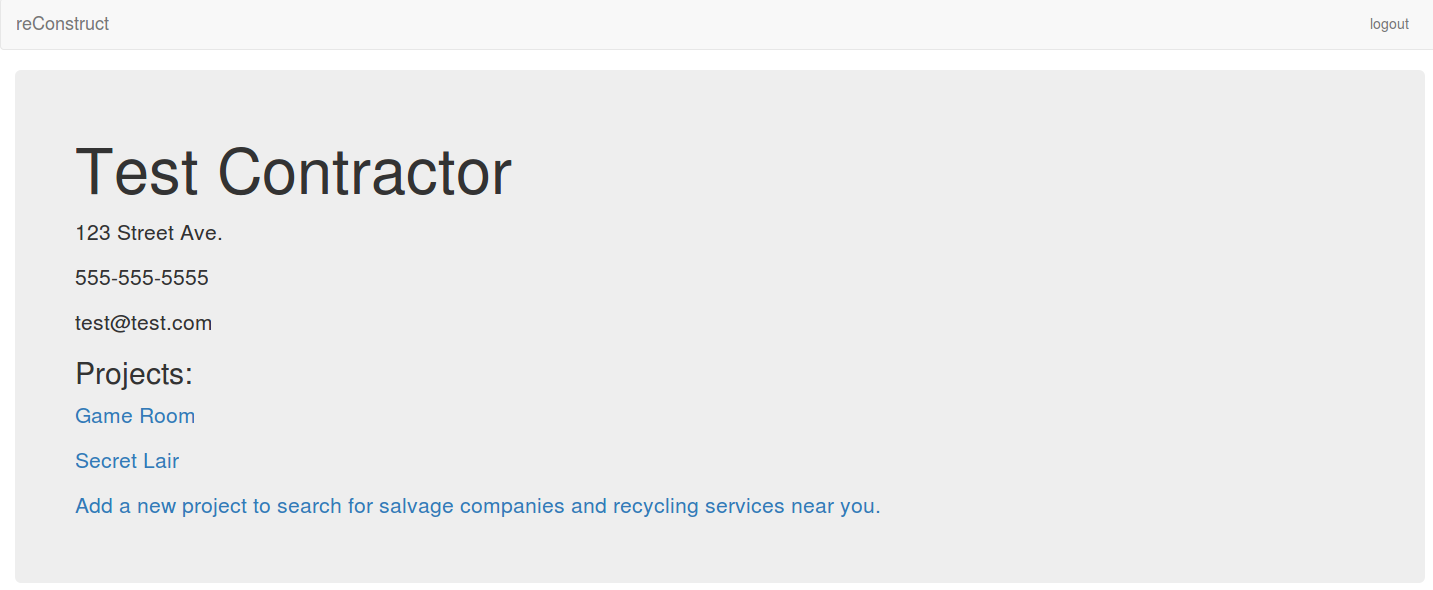 reConstruct
logout
Test Contractor
123 Street Ave.
555-555-5555
test@test.com
Projects:
Game Room
Secret Lair
Add a new project to search for salvage companies and recycling services near you.